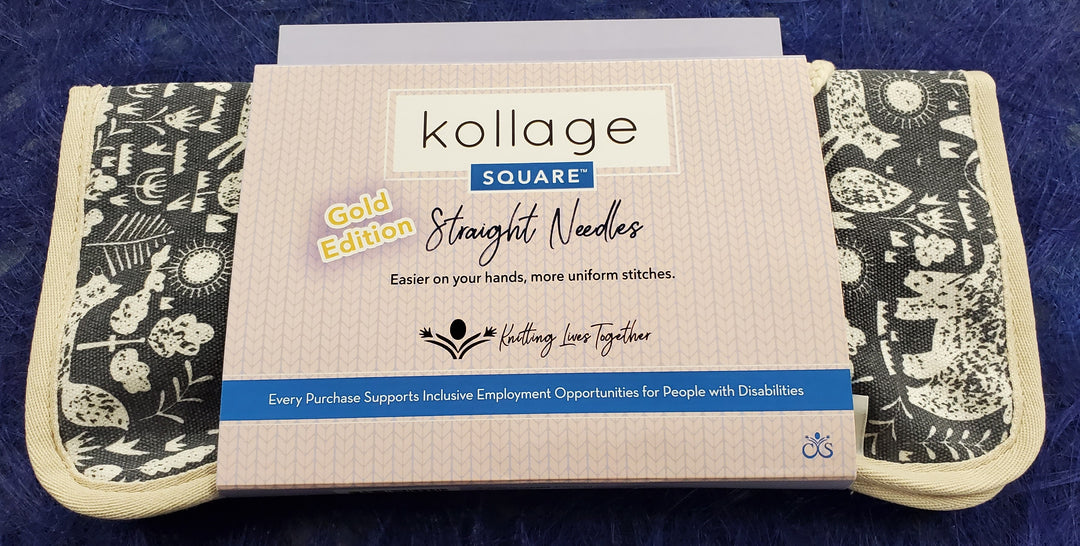 kollage
SQUARE™
Gold
Edition
Straight Needles
Easier on your hands, more uniform stitches.
Knitting Lives Together
Every Purchase Supports Inclusive Employment Opportunities for People with Disabilities
OS